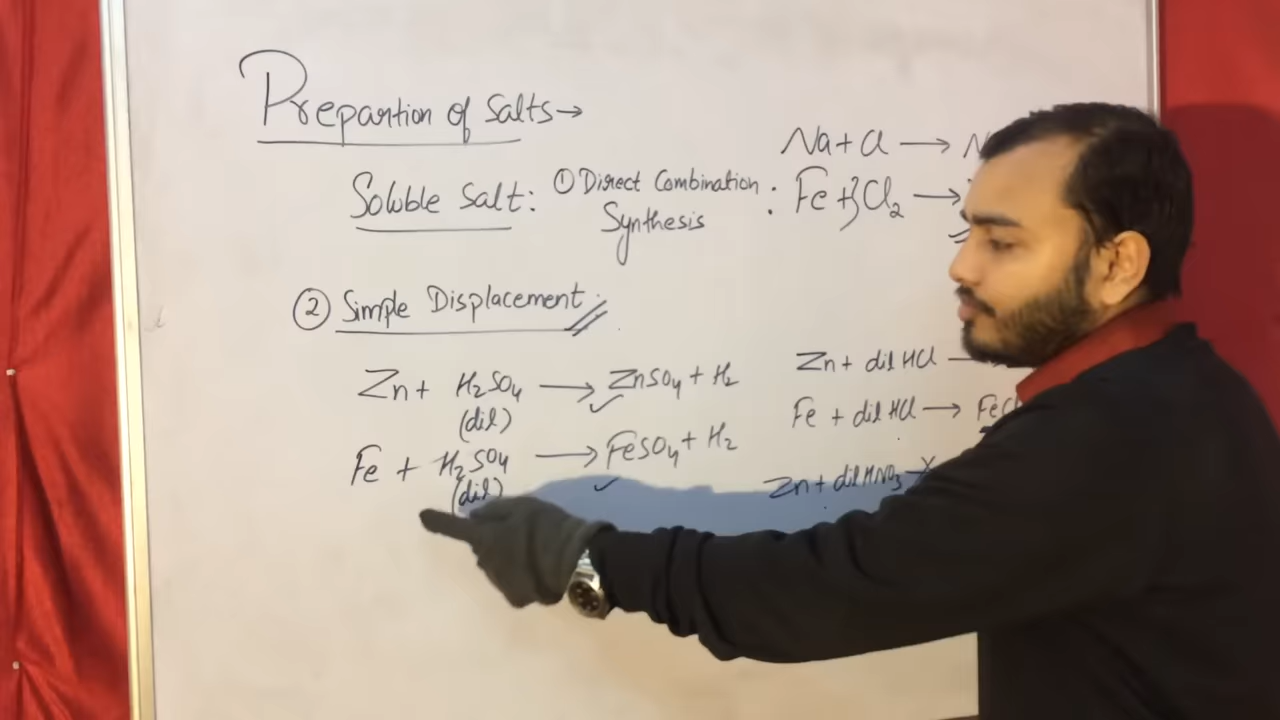 Prepartion of Salts→
Na + Cl → N
Soluble Salt: ① Direct Combination : Fe + 3Cl₂ →
Synthesis
② Simple Displacement
Zn + H₂SO₄ → ZnSO₄ + H₂
(dil)
Fe + H₂SO₄ → FeSO₄ + H₂
(dil)
Zn + dil HCl —
Fe + dil HCl → FeCl
Zn + dil HNO₃ -x